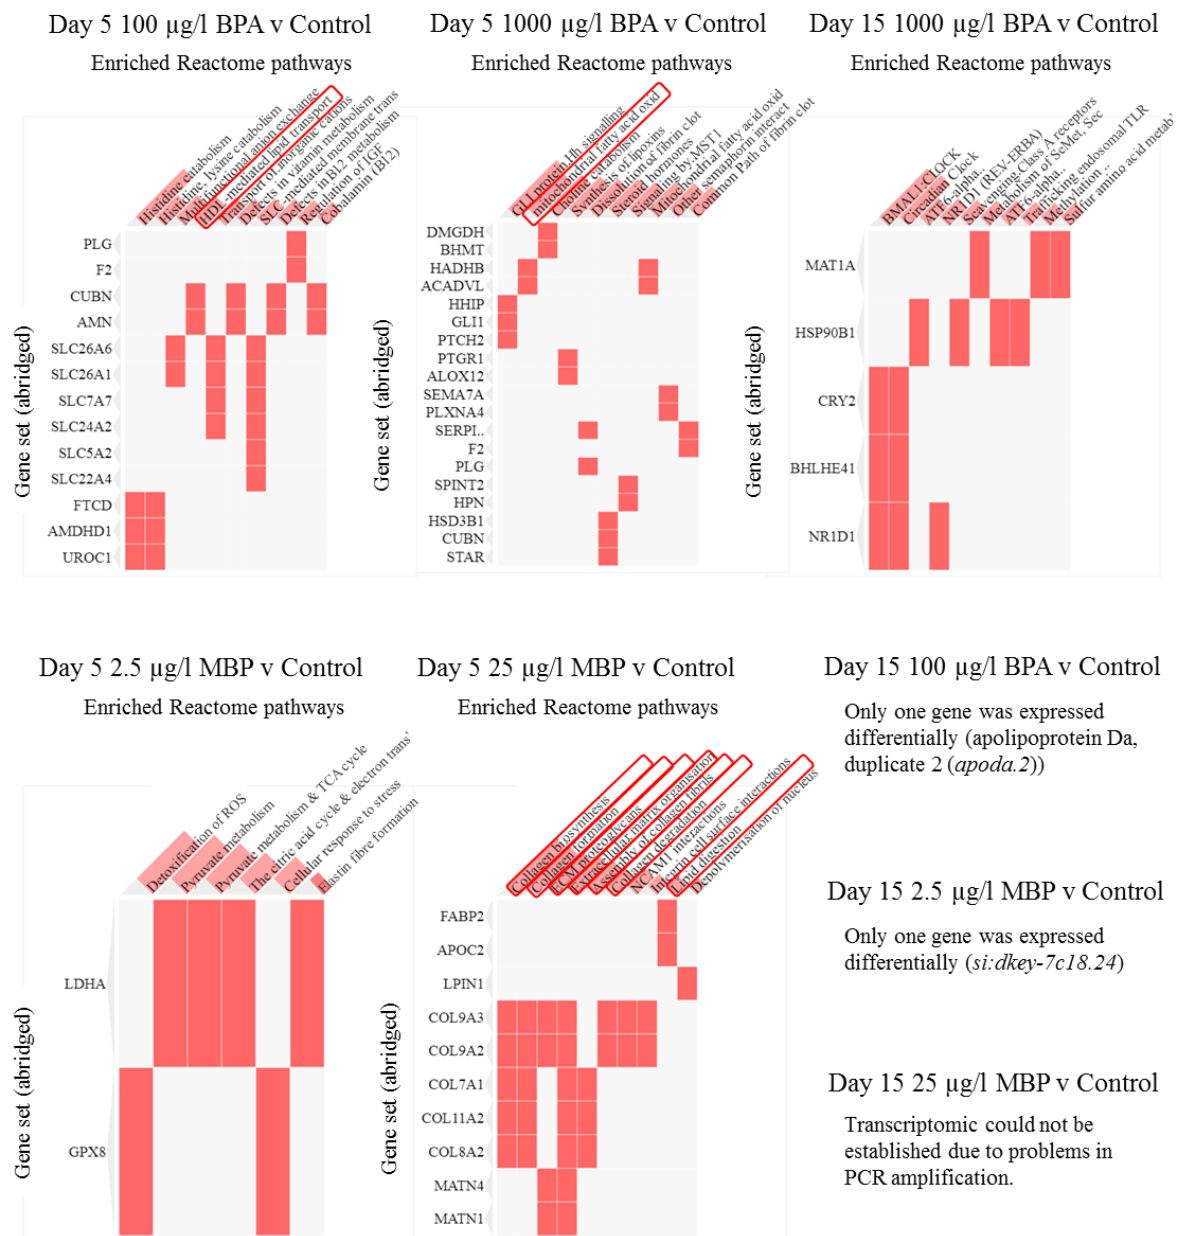 Day 5 100 µg/l BPA v Control
Enriched Reactome pathways
Histidine catabolism
Histidine, lysine catabolism
Multifunctional anion exchange
HDL-mediated lipid transport
Transport of inorganic cations
Defects in vitamin metabolism
SLC-mediated membrane trans
Defects in B12 metabolism
Regulation of IGF
Cobalamin (B12)
Gene set (abridged)
PLG
F2
CUBN
AMN
SLC26A6
SLC26A1
SLC7A7
SLC24A2
SLC5A2
SLC22A4
FTCD
AMDHD1
UROC1
Day 5 1000 µg/l BPA v Control
Enriched Reactome pathways
GLI protein Hh signalling
mitochondrial fatty acid oxid
Choline catabolism
Synthesis of lipoxins
Dissolution of fibrin clot
Steroid hormones
Signaling by MST1
Mitochondrial fatty acid oxid
Other semaphorin interact
Common Path of fibrin clot
Gene set (abridged)
DMGDH
BHMT
HADHB
ACADVL
HHIP
GLI1
PTCH2
PTGR1
ALOX12
SEMA7A
PLXNA4
SERPI..
F2
PLG
SPINT2
HPN
HSD3B1
CUBN
STAR
Day 15 1000 µg/l BPA v Control
Enriched Reactome pathways
BMAL1:CLOCK
Circadian Clock
ATF6-alpha..
NR1D1 (REV-ERBA)
Scavenging Class A receptors
Metabolism of SeMet, Sec
ATF6-alpha..
Trafficking endosomal TLR
Methylation ..
Sulfur amino acid metab'
Gene set (abridged)
MAT1A
HSP90B1
CRY2
BHLHE41
NR1D1
Day 5 2.5 µg/l MBP v Control
Enriched Reactome pathways
Detoxification of ROS
Pyruvate metabolism
Pyruvate metabolism & TCA cycle
The citric acid cycle & electron trans'
Cellular response to stress
Elastin fibre formation
Gene set (abridged)
LDHA
GPX8
Day 5 25 µg/l MBP v Control
Enriched Reactome pathways
Collagen biosynthesis
Collagen formation
ECM proteoglycans
Extracellular matrix organisation
Assembly of collagen fibrils
Collagen degradation
NCAM1 interactions
Integrin cell surface interactions
Lipid digestion
Depolymerisation of nucleus
Gene set (abridged)
FABP2
APOC2
LPIN1
COL9A3
COL9A2
COL7A1
COL11A2
COL8A2
MATN4
MATN1
Day 15 100 µg/l BPA v Control
Only one gene was expressed
differentially (apolipoprotein Da,
duplicate 2 (apoda.2))
Day 15 2.5 µg/l MBP v Control
Only one gene was expressed
differentially (si:dkey-7c18.24)
Day 15 25 µg/l MBP v Control
Transcriptomic could not be
established due to problems in
PCR amplification.